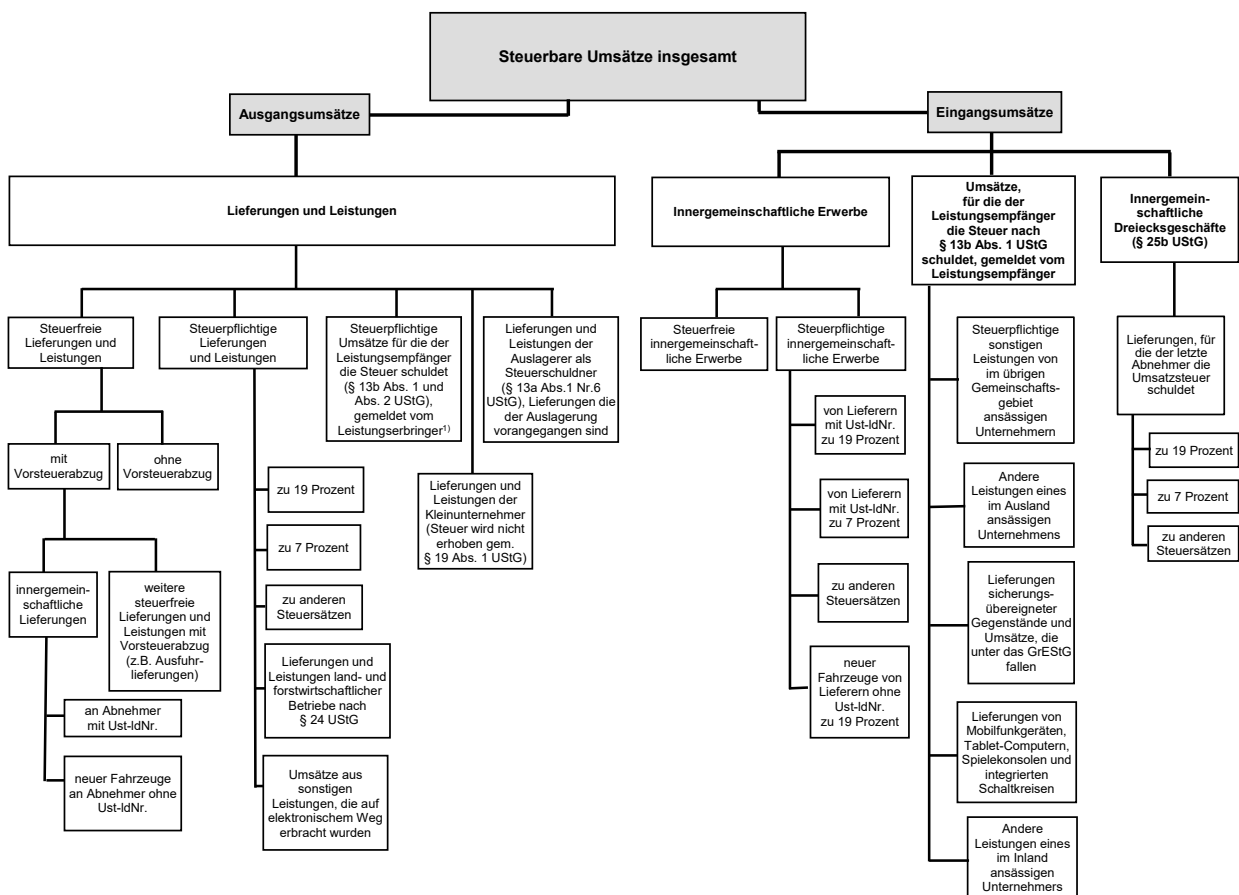 Steuerbare Umsätze insgesamt
Ausgangsumsätze
Eingangsumsätze
Lieferungen und Leistungen
Innergemeinschaftliche Erwerbe
Umsätze,
für die der
Leistungsempfänger
die Steuer nach
§ 13b Abs. 1 UStG
schuldet, gemeldet vom
Leistungsempfänger
Innergemein-
schaftliche
Dreiecksgeschäfte
(§ 25b UStG)
Steuerfreie
Lieferungen und
Leistungen
Steuerpflichtige
Lieferungen
und Leistungen
Steuerpflichtige
Umsätze für die der
Leistungsempfänger
die Steuer schuldet
(§ 13b Abs. 1 und
Abs. 2 UStG),
gemeldet vom
Leistungserbringer¹⁾
Lieferungen und
Leistungen der
Auslagerer als
Steuerschuldner
(§ 13a Abs.1 Nr.6
UStG), Lieferungen die
der Auslagerung
vorangegangen sind
Steuerfreie
innergemeinschaft-
liche Erwerbe
Steuerpflichtige
innergemeinschaft-
liche Erwerbe
Steuerpflichtige
sonstigen
Leistungen von
im übrigen
Gemeinschafts-
gebiet
ansässigen
Unternehmern
Lieferungen, für
die der letzte
Abnehmer die
Umsatzsteuer
schuldet
mit
Vorsteuerabzug
ohne
Vorsteuerabzug
zu 19 Prozent
zu 7 Prozent
zu anderen
Steuersätzen
Lieferungen und
Leistungen land- und
forstwirtschaftlicher
Betriebe nach
§ 24 UStG
Umsätze aus
sonstigen
Leistungen, die auf
elektronischem Weg
erbracht wurden
Lieferungen und
Leistungen der
Kleinunternehmer
(Steuer wird nicht
erhoben gem.
§ 19 Abs. 1 UStG)
innergemein-
schaftliche
Lieferungen
weitere
steuerfreie
Lieferungen und
Leistungen mit
Vorsteuerabzug
(z.B. Ausfuhr-
lieferungen)
an Abnehmer
mit Ust-IdNr.
neuer Fahrzeuge
an Abnehmer ohne
Ust-IdNr.
von Lieferern
mit Ust-IdNr.
zu 19 Prozent
von Lieferern
mit Ust-IdNr.
zu 7 Prozent
zu anderen
Steuersätzen
neuer
Fahrzeuge von
Lieferern ohne
Ust-IdNr.
zu 19 Prozent
Andere
Leistungen eines
im Ausland
ansässigen
Unternehmens
Lieferungen
sicherungs-
übereigneter
Gegenstände und
Umsätze, die
unter das GrEStG
fallen
Lieferungen von
Mobilfunkgeräten,
Tablet-Computern,
Spielekonsolen und
integrierten
Schaltkreisen
Andere
Leistungen eines
im Inland
ansässigen
Unternehmers
zu 19 Prozent
zu 7 Prozent
zu anderen
Steuersätzen